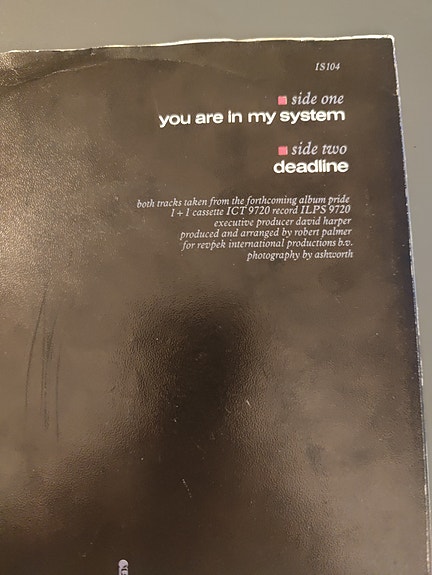 IS104
side one
you are in my system
side two
deadline
both tracks taken from the forthcoming album pride
1 + 1 cassette ICT 9720 record ILPS 9720
executive producer david harper
produced and arranged by robert palmer
for revpek international productions b.v.
photography by ashworth